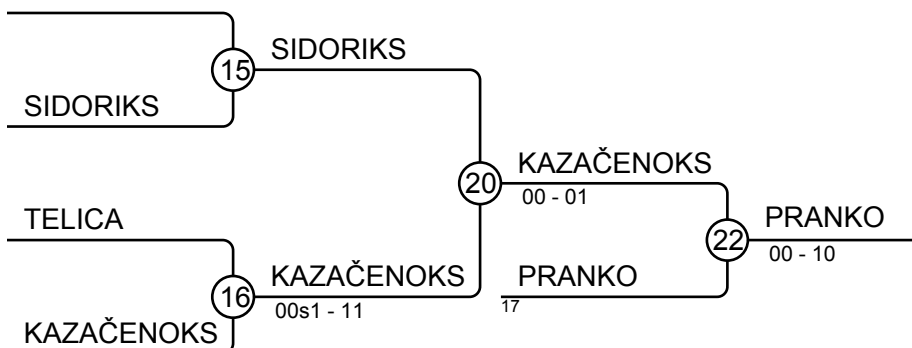 SIDORIKS
15
SIDORIKS
KAZAČENOKS
20
00 - 01
TELICA
PRANKO
22
00 - 10
KAZAČENOKS
16
00s1 - 11
PRANKO
17
KAZAČENOKS